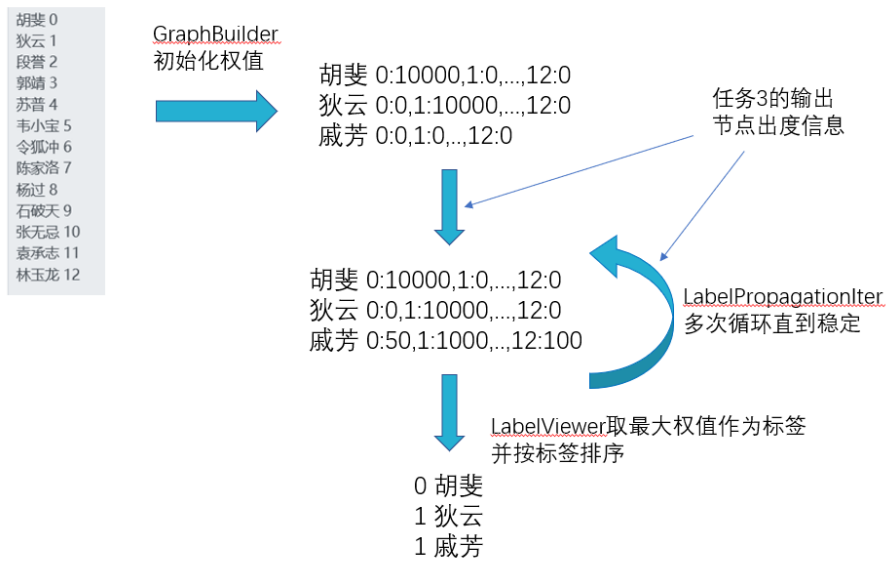 胡斐 0
狄云 1
段誉 2
郭靖 3
苏普 4
韦小宝 5
令狐冲 6
陈家洛 7
杨过 8
石破天 9
张无忌 10
袁承志 11
林玉龙 12
GraphBuilder
初始化权值
胡斐 0:10000,1:0,...,12:0
狄云 0:0,1:10000,...,12:0
戚芳 0:0,1:0,..,12:0
任务3的输出
节点出度信息
胡斐 0:10000,1:0,...,12:0
狄云 0:0,1:10000,...,12:0
戚芳 0:50,1:1000,..,12:100
LabelPropagationIter
多次循环直到稳定
LabelViewer取最大权值作为标签
并按标签排序
0 胡斐
1 狄云
1 戚芳